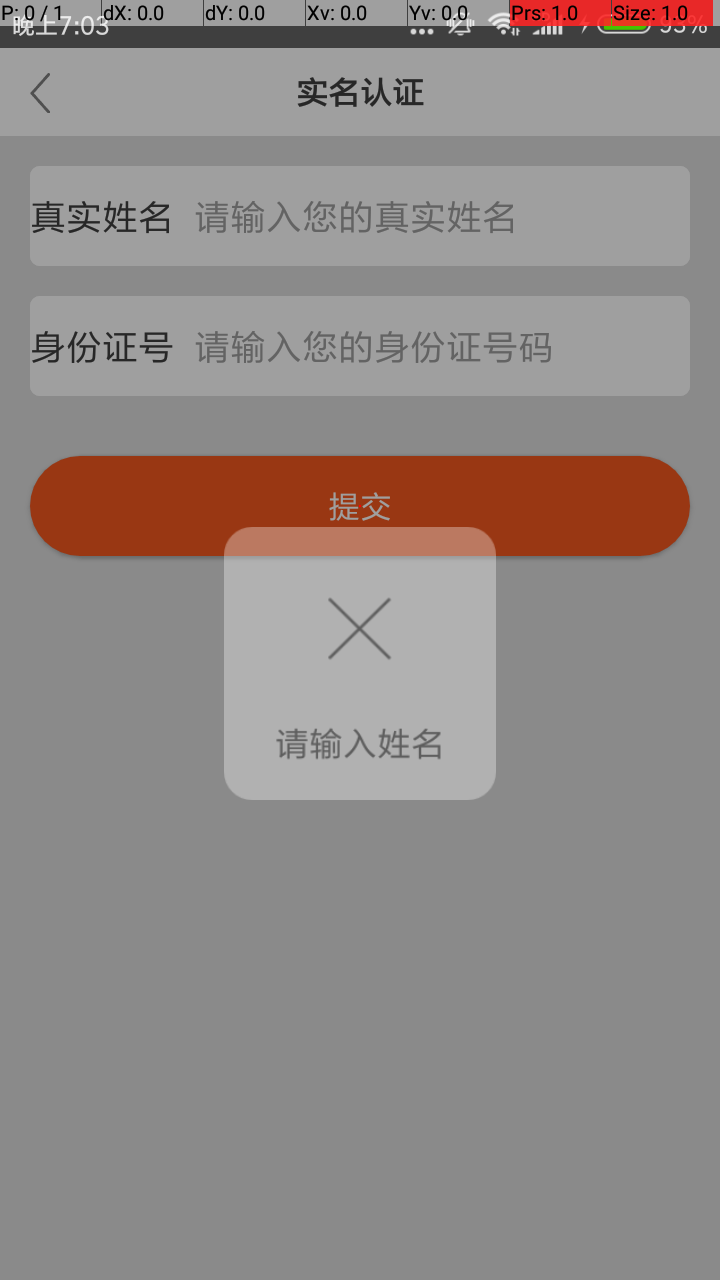 P: 0 / 1 dX: 0.0 dY: 0.0 Xv: 0.0 Yv: 0.0 Prs: 1.0 Size: 1.0
晚上7:03 93%
实名认证
真实姓名 请输入您的真实姓名
身份证号 请输入您的身份证号码
提交
请输入姓名